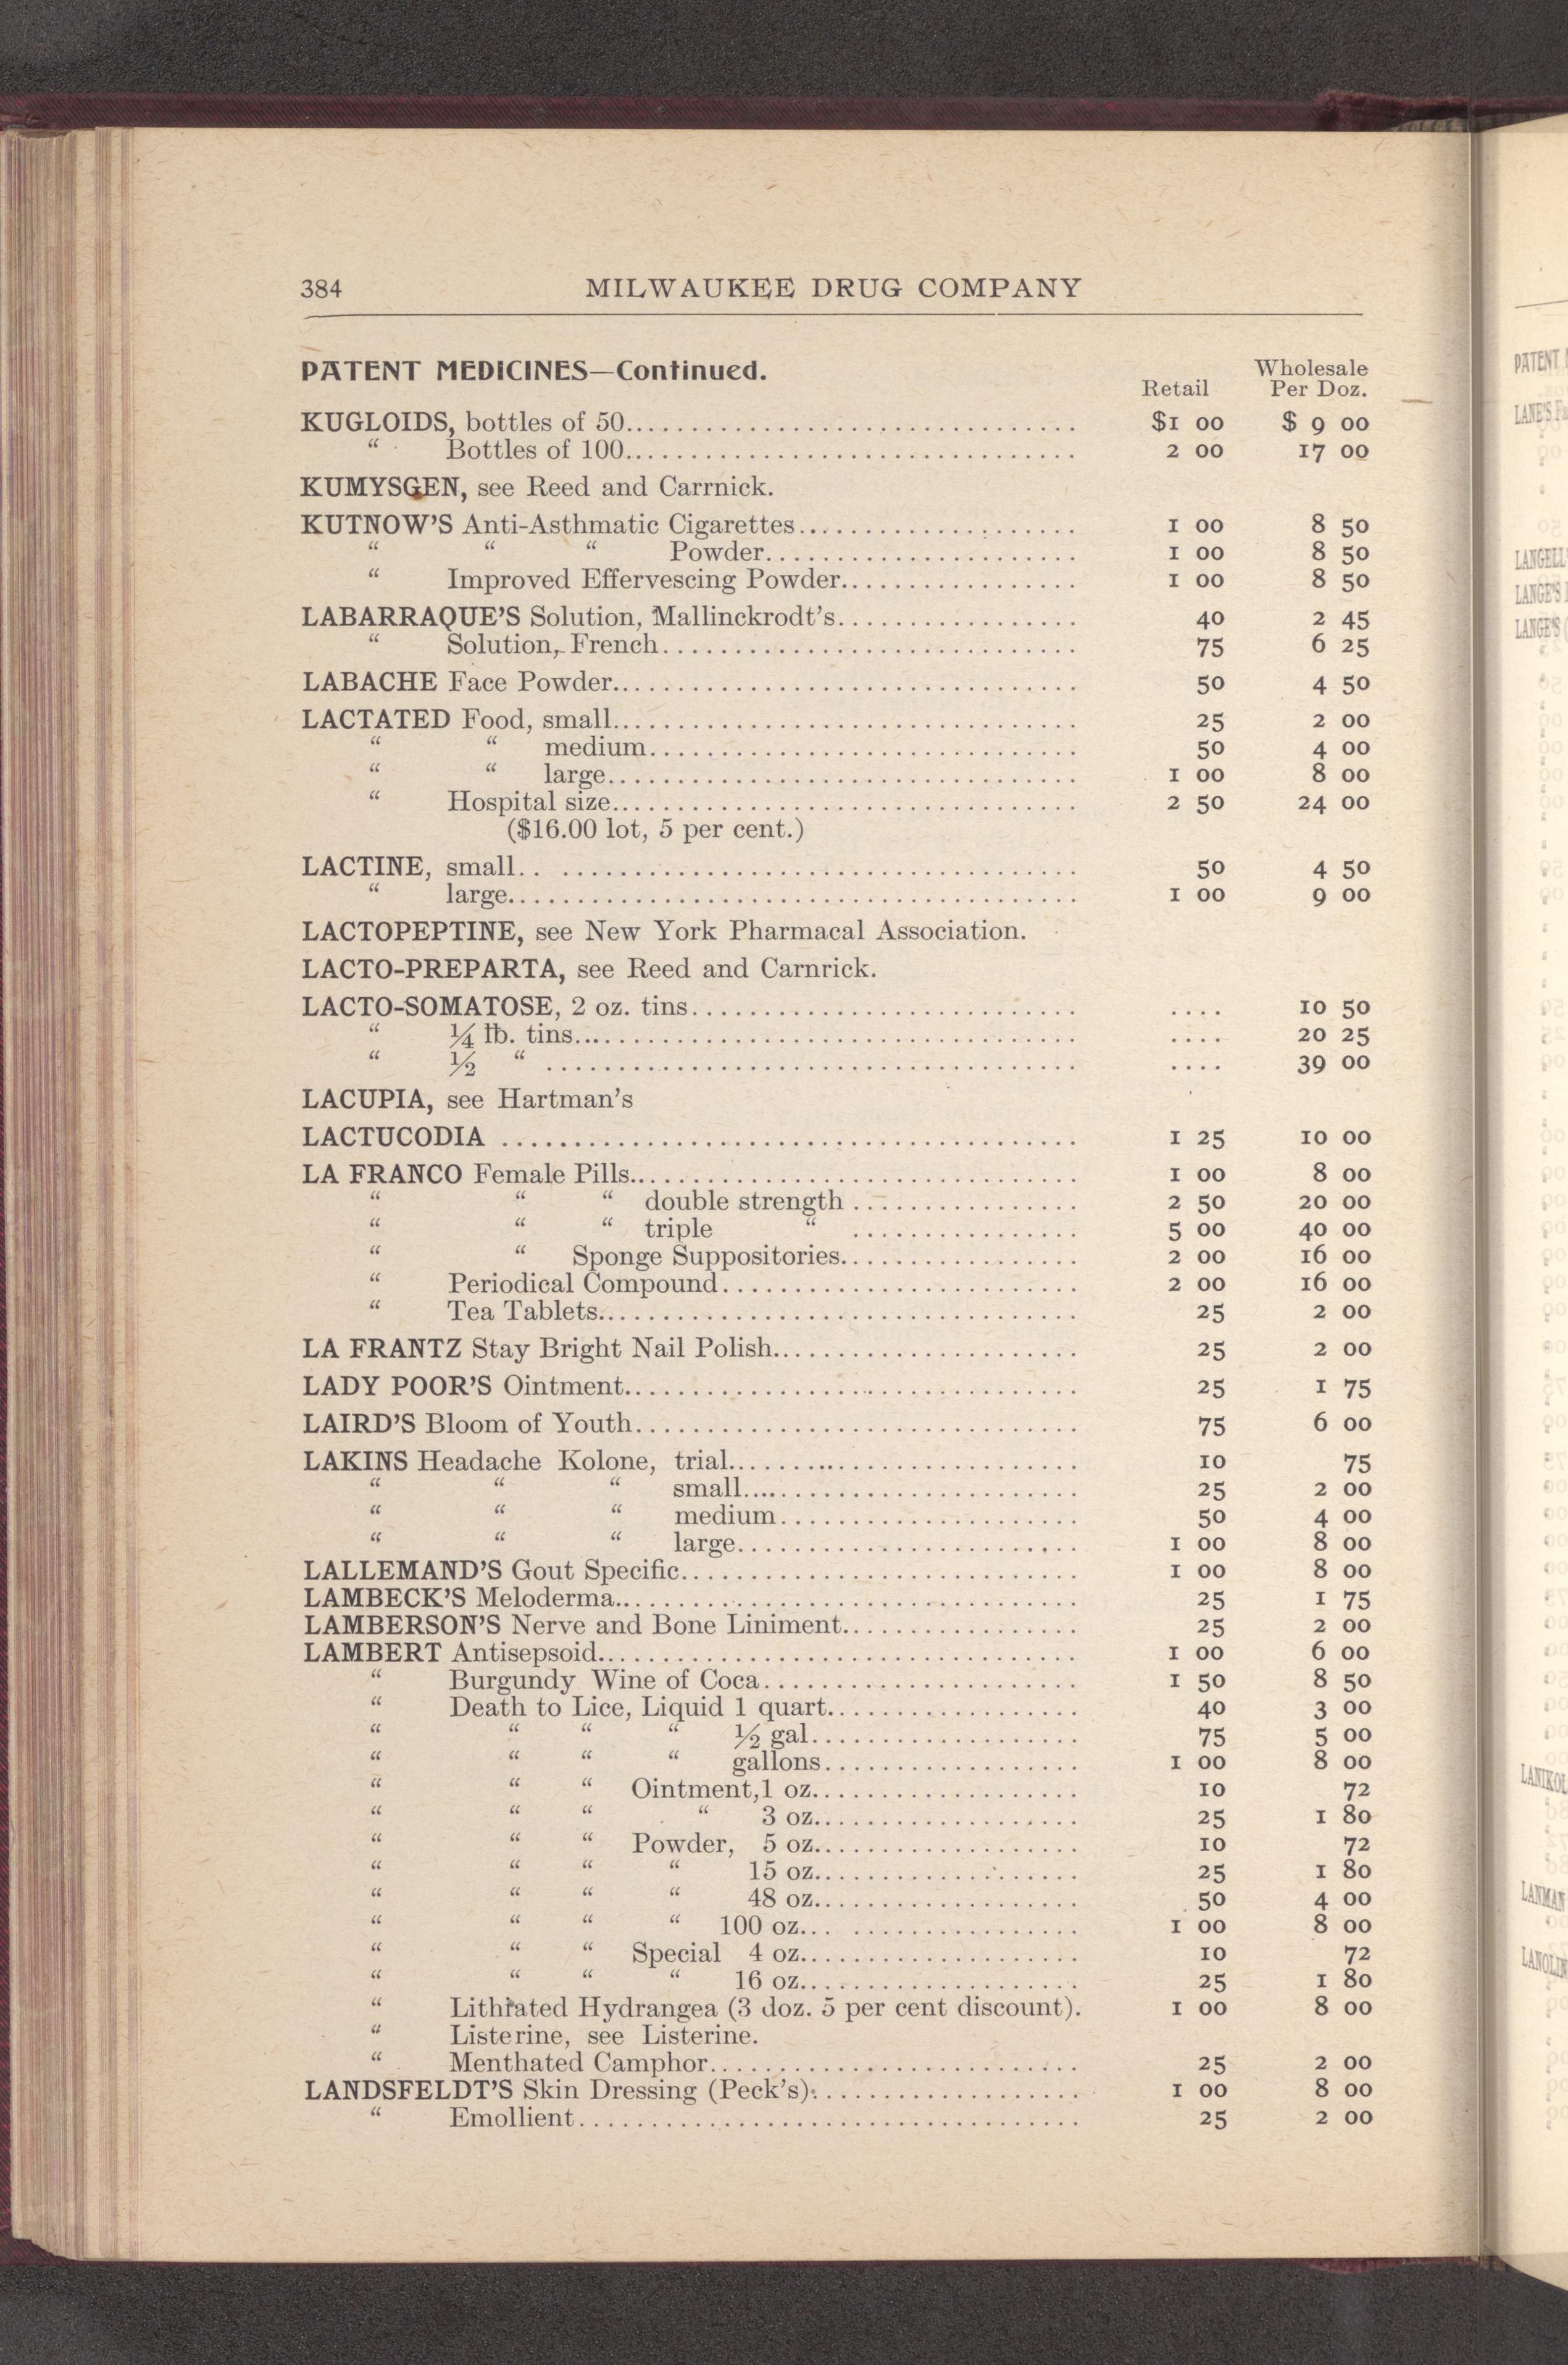 384 MILWAUKEE DRUG COMPANY
PATENT MEDICINES—Continued.
Retail Wholesale Per Doz.
KUGLOIDS, bottles of 50 $1 00 $ 9 00
“ Bottles of 100 2 00 17 00
KUMYSGEN, see Reed and Carrnick.
KUTNOW'S Anti-Asthmatic Cigarettes 1 00 8 50
“ “ “ Powder 1 00 8 50
“ Improved Effervescing Powder 1 00 8 50
LABARRAQUE'S Solution, Mallinckrodt's 40 2 45
“ Solution, French 75 6 25
LABACHE Face Powder 50 4 50
LACTATED Food, small 25 2 00
“ “ medium 50 4 00
“ “ large 1 00 8 00
“ Hospital size 2 50 24 00
($16.00 lot, 5 per cent.)
LACTINE, small 50 4 50
“ large 1 00 9 00
LACTOPEPTINE, see New York Pharmacal Association.
LACTO-PREPARTA, see Reed and Carnrick.
LACTO-SOMATOSE, 2 oz. tins .... 10 50
“ ¼ lb. tins .... 20 25
“ ½ “ .... 39 00
LACUPIA, see Hartman's
LACTUCODIA 1 25 10 00
LA FRANCO Female Pills 1 00 8 00
“ “ “ double strength 2 50 20 00
“ “ “ triple “ 5 00 40 00
“ “ Sponge Suppositories 2 00 16 00
“ Periodical Compound 2 00 16 00
“ Tea Tablets 25 2 00
LA FRANTZ Stay Bright Nail Polish 25 2 00
LADY POOR'S Ointment 25 1 75
LAIRD'S Bloom of Youth 75 6 00
LAKINS Headache Kolone, trial 10 75
“ “ “ small 25 2 00
“ “ “ medium 50 4 00
“ “ “ large 1 00 8 00
LALLEMAND'S Gout Specific 1 00 8 00
LAMBECK'S Meloderma 25 1 75
LAMBERSON'S Nerve and Bone Liniment 25 2 00
LAMBERT Antisepsoid 1 00 6 00
“ Burgundy Wine of Coca 1 50 8 50
“ Death to Lice, Liquid 1 quart 40 3 00
“ “ “ “ ½ gal. 75 5 00
“ “ “ “ gallons 1 00 8 00
“ “ “ Ointment,1 oz. 10 72
“ “ “ “ 3 oz. 25 1 80
“ “ “ Powder, 5 oz. 10 72
“ “ “ “ 15 oz. 25 1 80
“ “ “ “ 48 oz. 50 4 00
“ “ “ “ 100 oz. 1 00 8 00
“ “ “ Special 4 oz. 10 72
“ “ “ “ 16 oz. 25 1 80
“ Lithiated Hydrangea (3 doz. 5 per cent discount). 1 00 8 00
“ Listerine, see Listerine.
“ Menthated Camphor 25 2 00
LANDSFELDT'S Skin Dressing (Peck's) 1 00 8 00
“ Emollient 25 2 00
PATENT
LANE'S
LANGELL
LANGE'S
LANGE'S
LANMAN